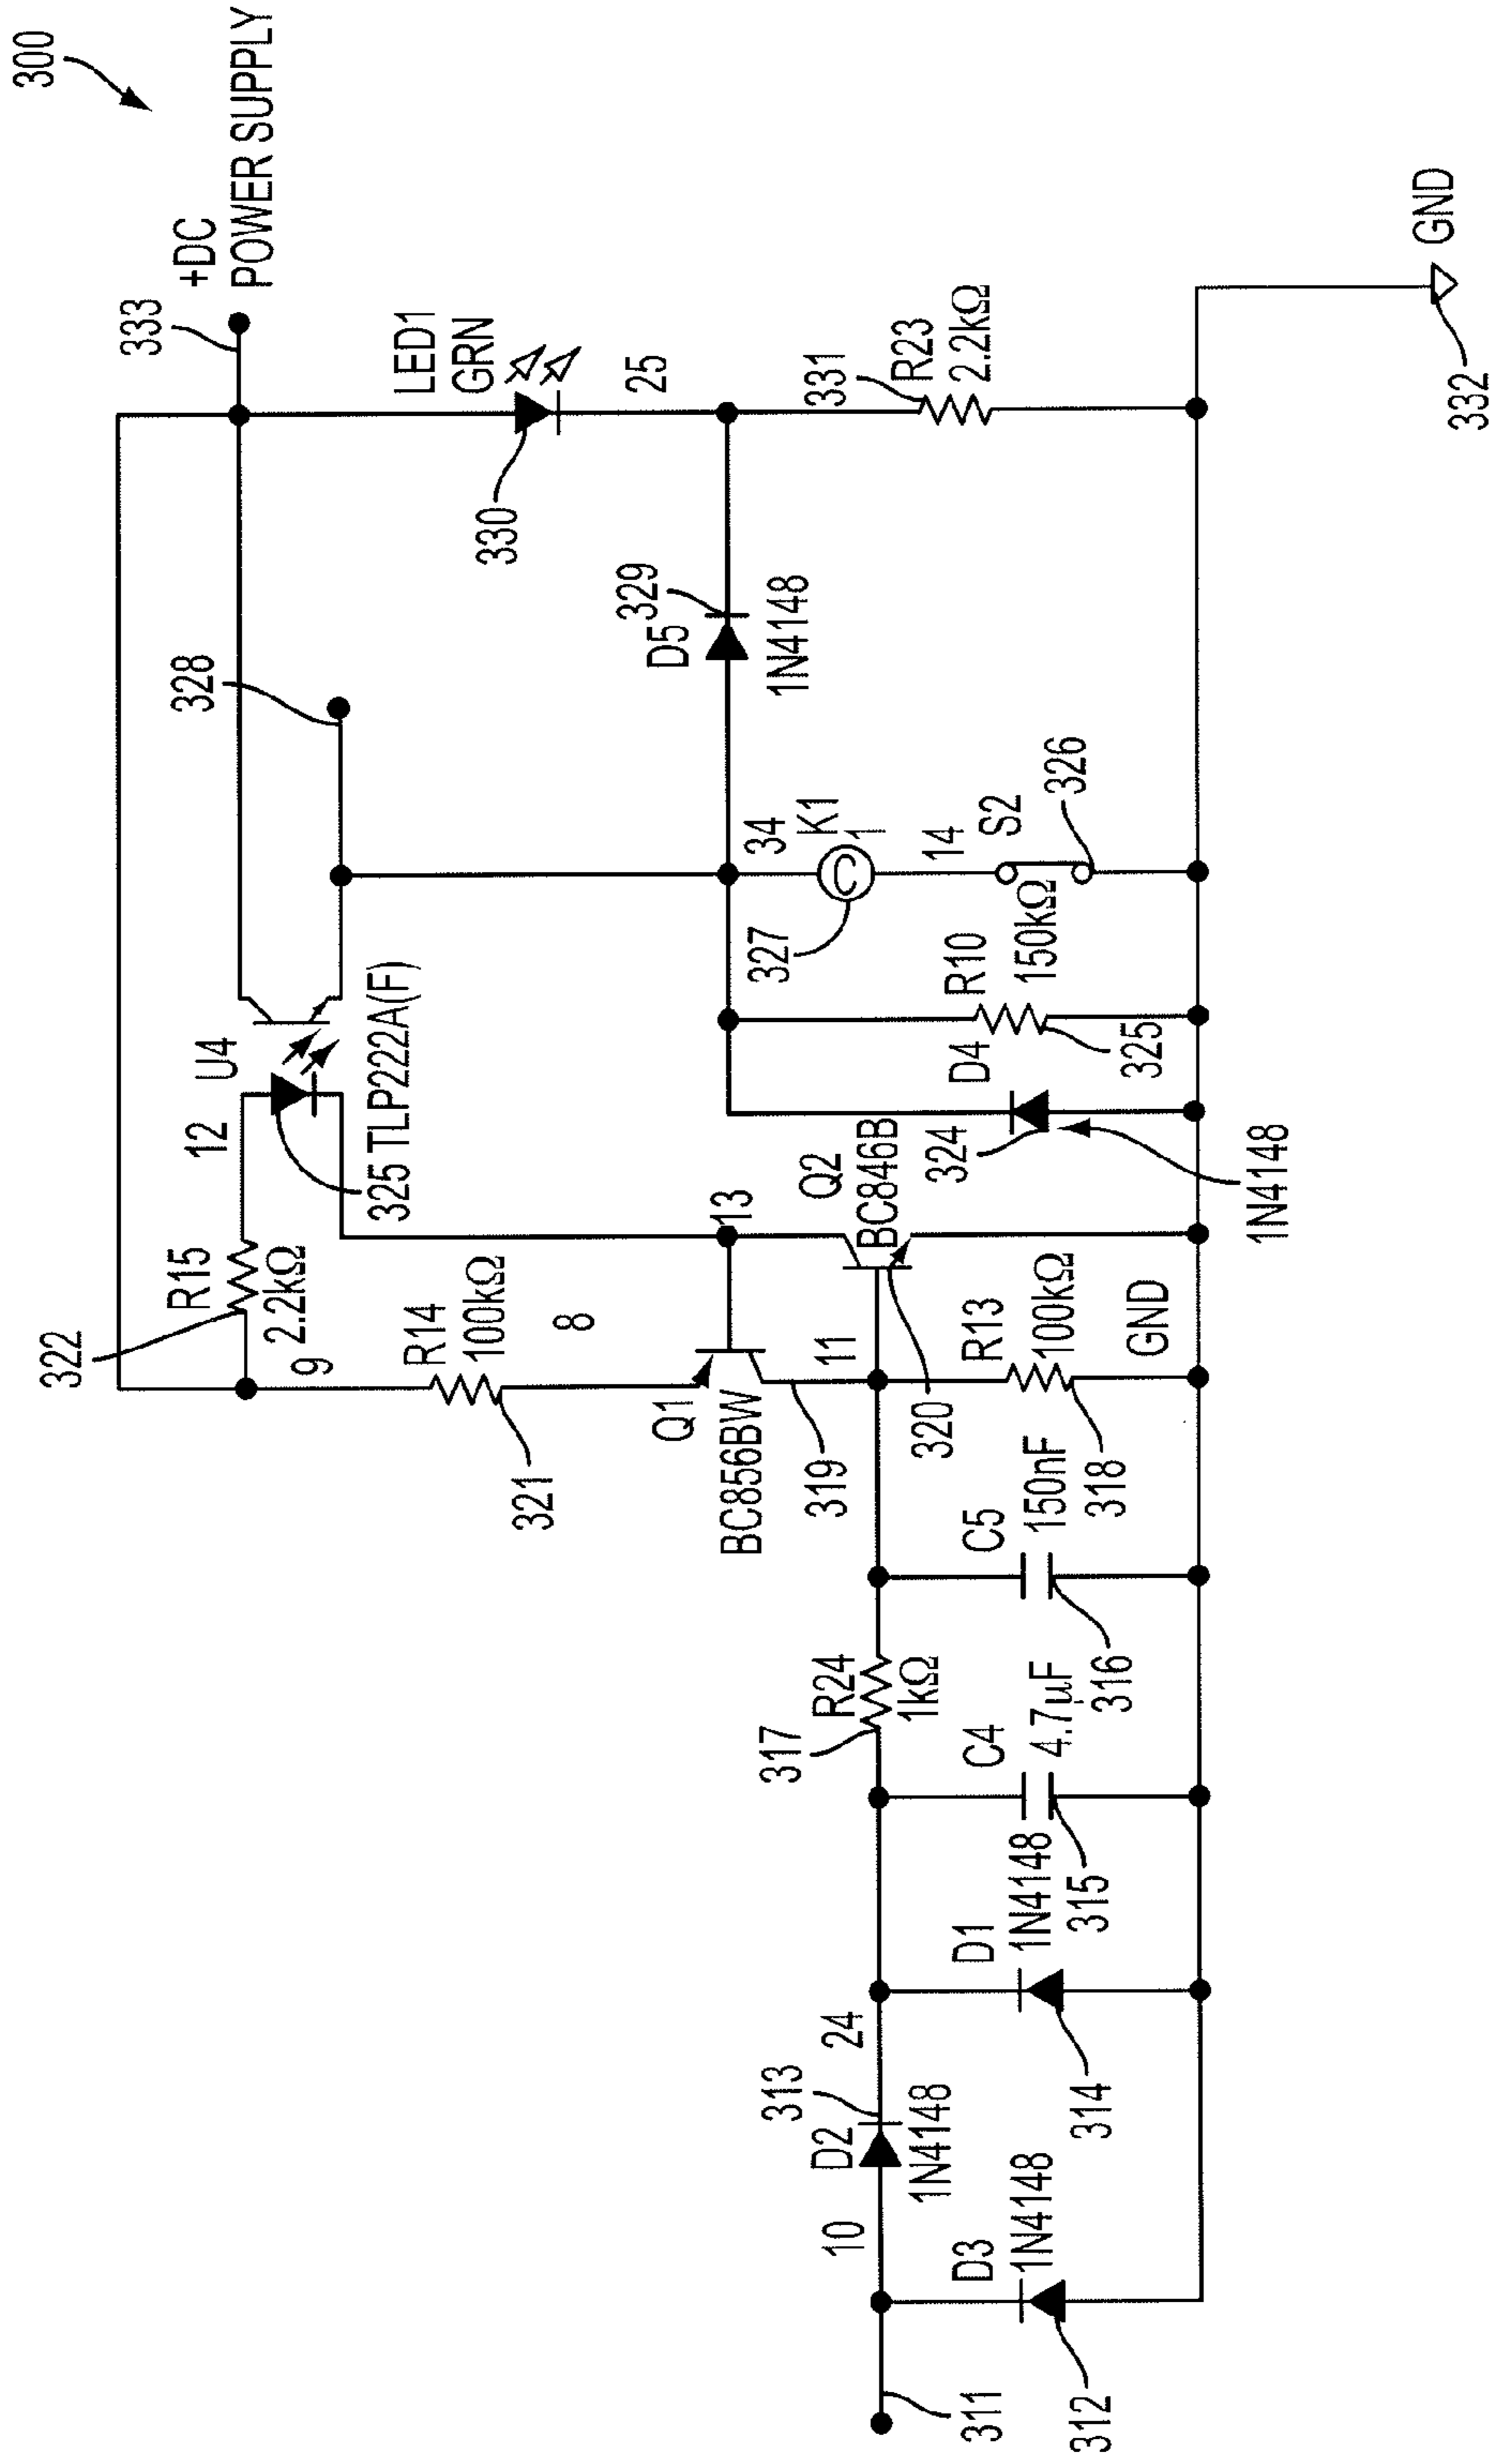 300
+DC
POWER SUPPLY
333
LED1
GRN
330
25
331
R23
2.2kΩ
GND
332
328
329
D5
1N4148
34
K1
1
327
14
S2
326
R10
150kΩ
325
D4
324
1N4148
U4
12
325 TLP222A(F)
R15
2.2kΩ
322
9
R14
100kΩ
321
8
13
Q1
BC856BW
319
Q2
BC846B
320
11
R13
100kΩ
318
GND
C5
150nF
316
R24
1kΩ
317
C4
4.7µF
315
D1
1N4148
314
24
313
D2
1N4148
10
D3
1N4148
312
311